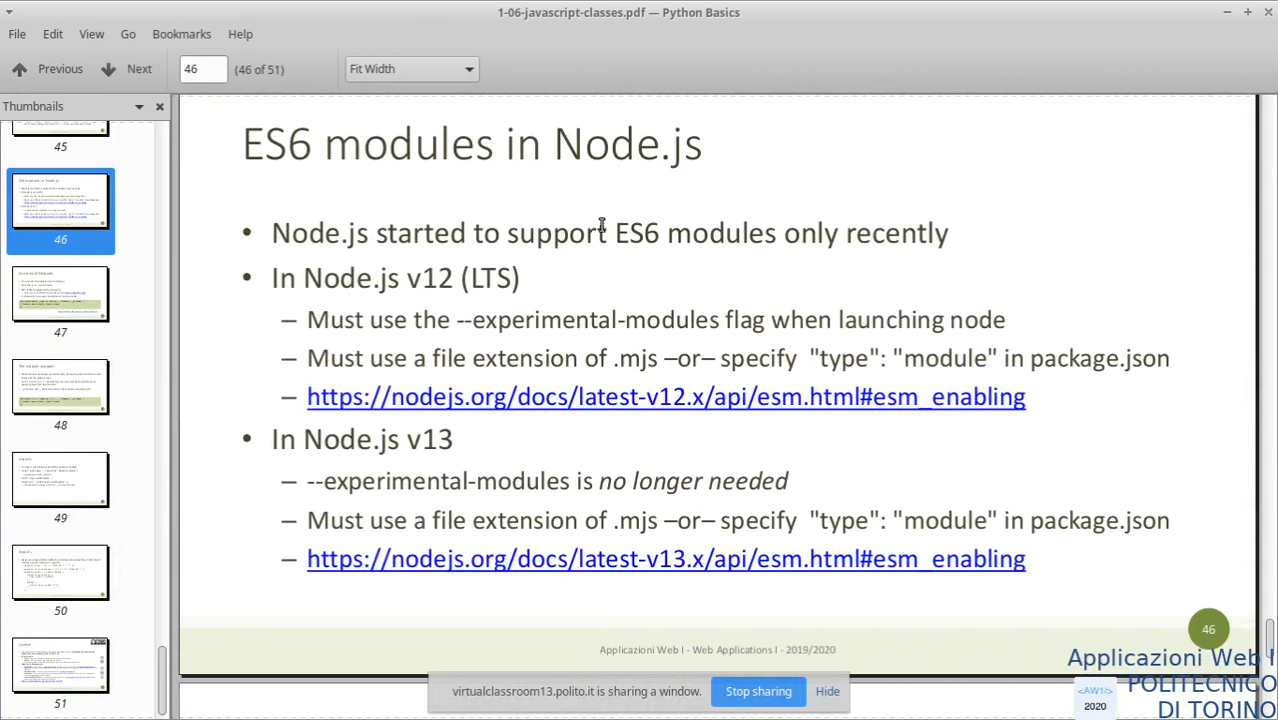 1-06-javascript-classes.pdf — Python Basics
File Edit View Go Bookmarks Help
Previous Next 46 (46 of 51) Fit Width
Thumbnails
45
46
47
48
49
50
51
ES6 modules in Node.js
• Node.js started to support ES6 modules only recently
• In Node.js v12 (LTS)
– Must use the --experimental-modules flag when launching node
– Must use a file extension of .mjs –or– specify "type": "module" in package.json
– https://nodejs.org/docs/latest-v12.x/api/esm.html#esm_enabling
• In Node.js v13
– --experimental-modules is no longer needed
– Must use a file extension of .mjs –or– specify "type": "module" in package.json
– https://nodejs.org/docs/latest-v13.x/api/esm.html#esm_enabling
46
Applicazioni Web I - Web Applications I - 2019/2020
virtualclassroom13.polito.it is sharing a window. Stop sharing Hide
Applicazioni Web I
POLITECNICO
DI TORINO
<AW1/>
2020